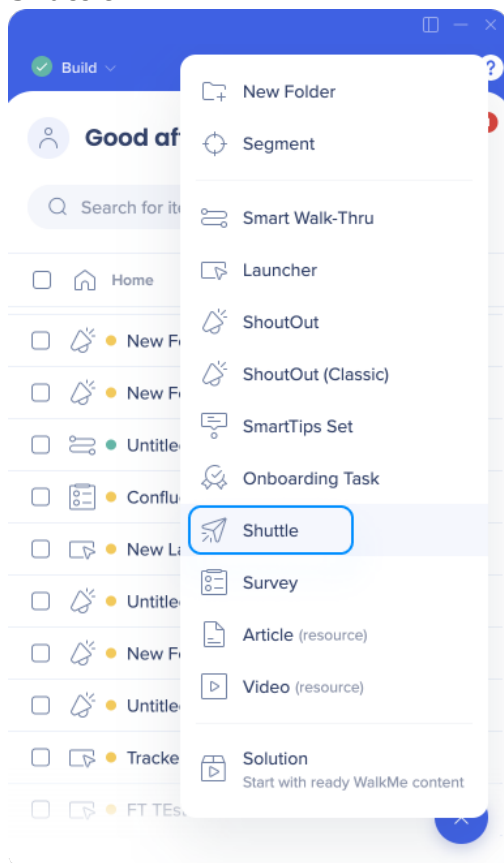 Build
?
New Folder
Good af
Segment
Search for ite
Smart Walk-Thru
Home
Launcher
New Fo
ShoutOut
New Fo
ShoutOut (Classic)
Untitle
SmartTips Set
Conflu
Onboarding Task
New La
Shuttle
Untitle
Survey
New Fo
Article (resource)
Untitle
Video (resource)
Tracke
Solution
Start with ready WalkMe content
FT TEs